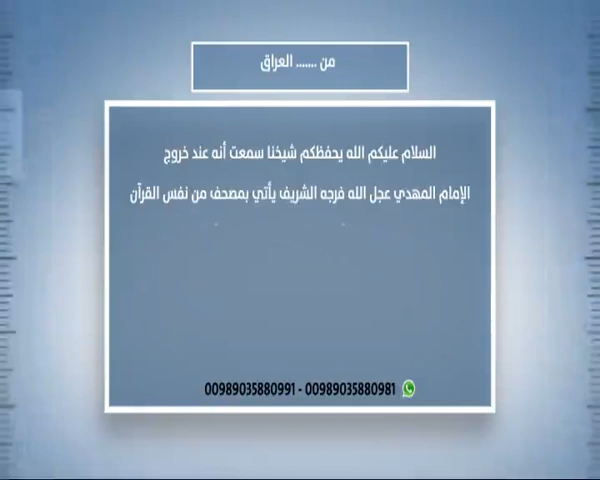 من ....... العراق
السلام عليكم الله يحفظكم شيخنا سمعت أنه عند خروج
الإمام المهدي عجل الله فرجه الشريف يأتي بمصحف من نفس القرآن
00989035880991 - 00989035880981